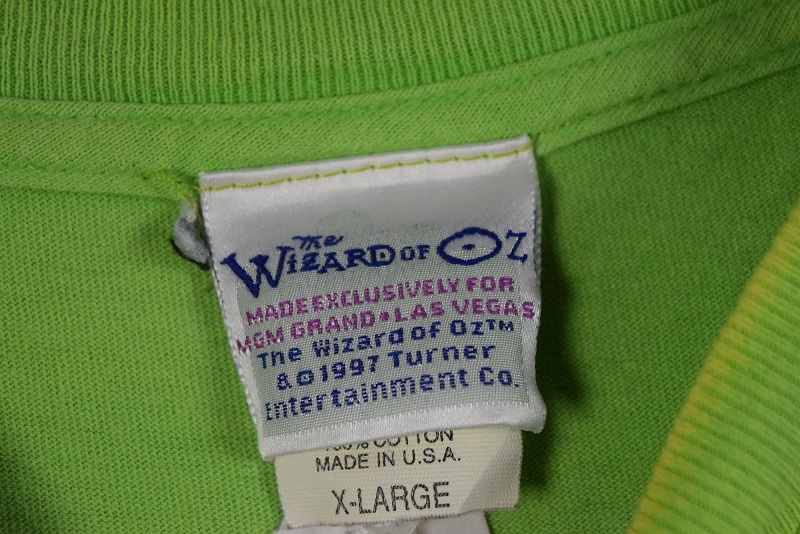 The
WIZARD OF OZ
MADE EXCLUSIVELY FOR
MGM GRAND • LAS VEGAS
The Wizard of Oz™
& ©1997 Turner
Entertainment Co.
100% COTTON
MADE IN U.S.A.
X-LARGE